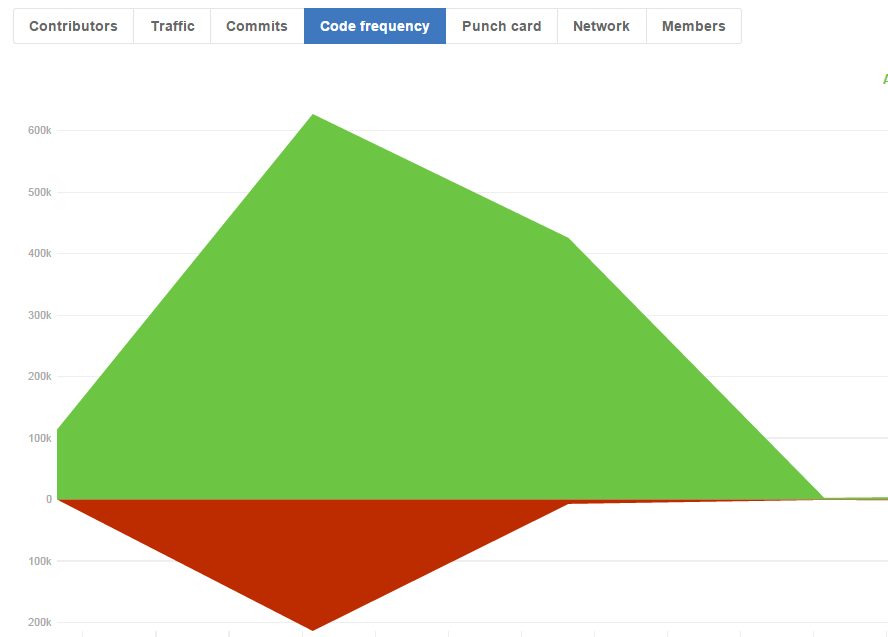 Contributors Traffic Commits Code frequency Punch card Network Members
A
600k
500k
400k
300k
200k
100k
0
100k
200k